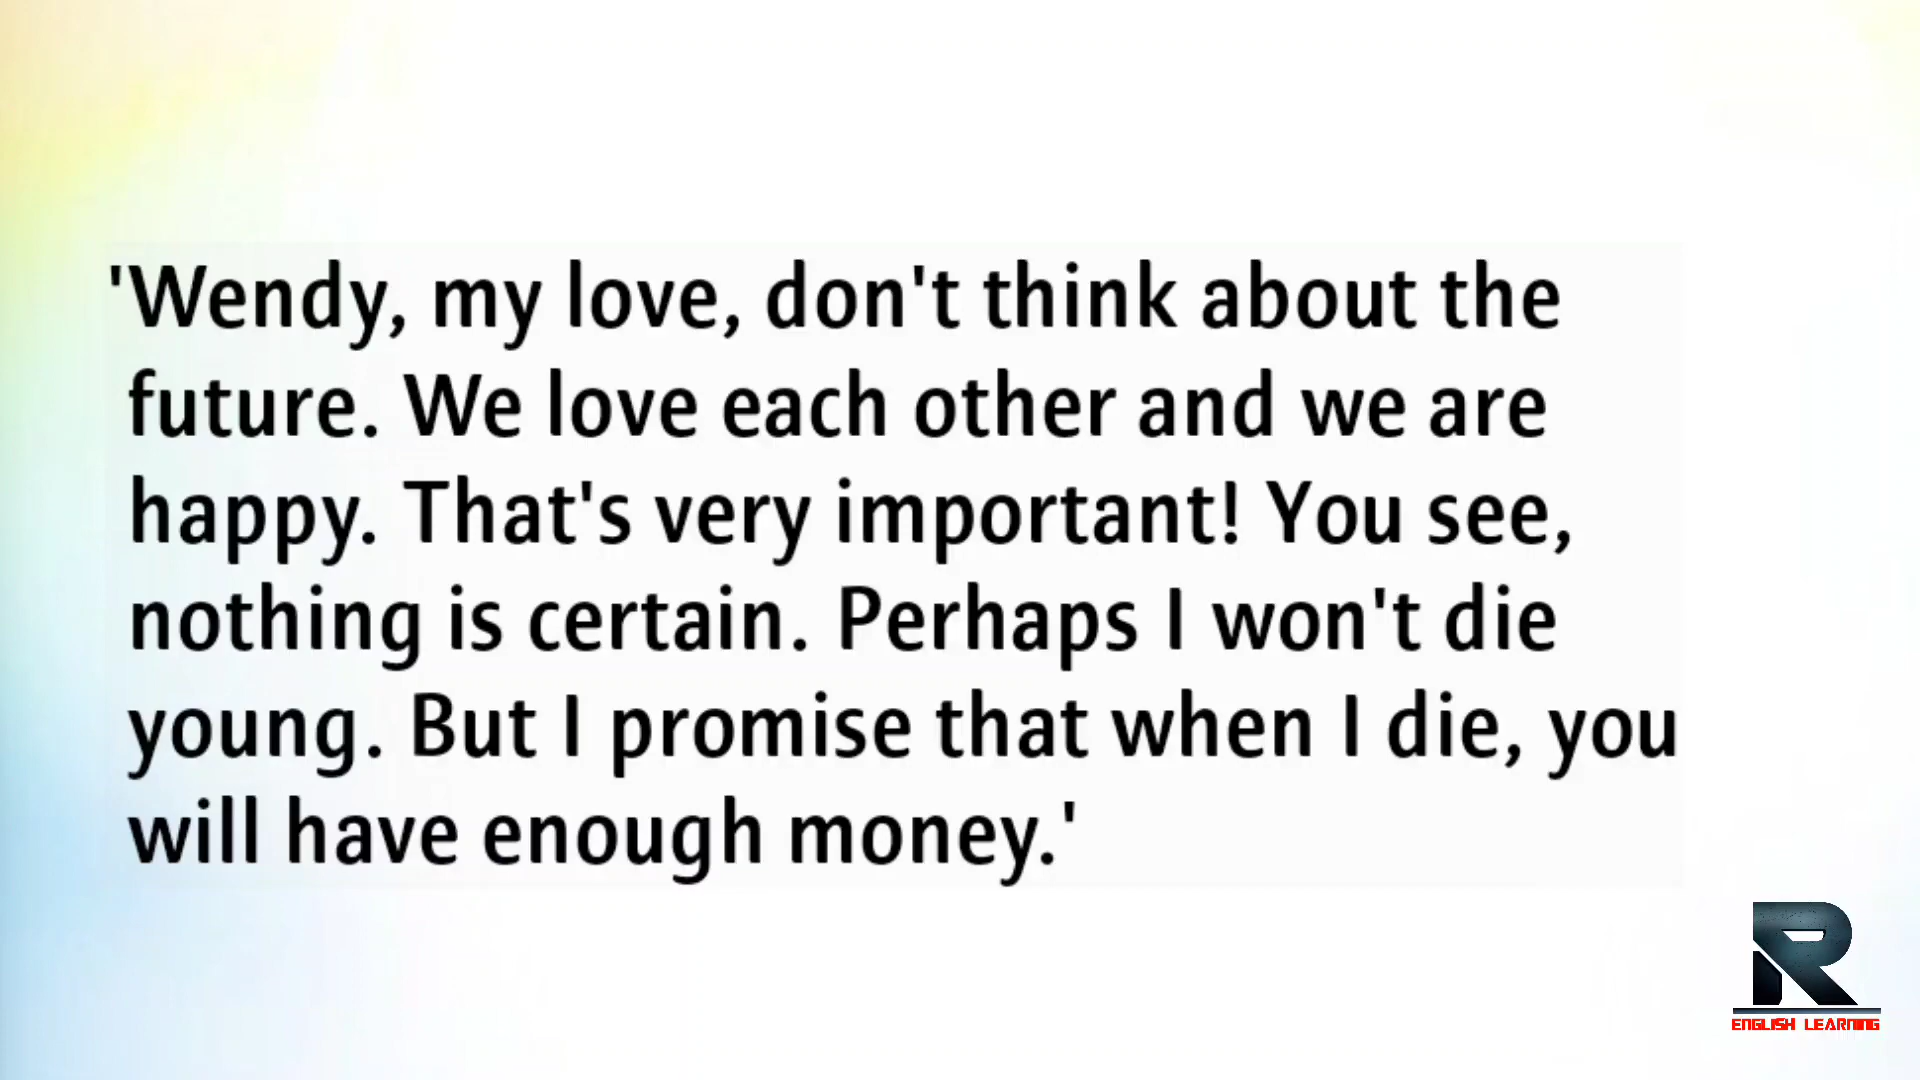 'Wendy, my love, don't think about the
future. We love each other and we are
happy. That's very important! You see,
nothing is certain. Perhaps I won't die
young. But I promise that when I die, you
will have enough money.'
R
ENGLISH LEARNING